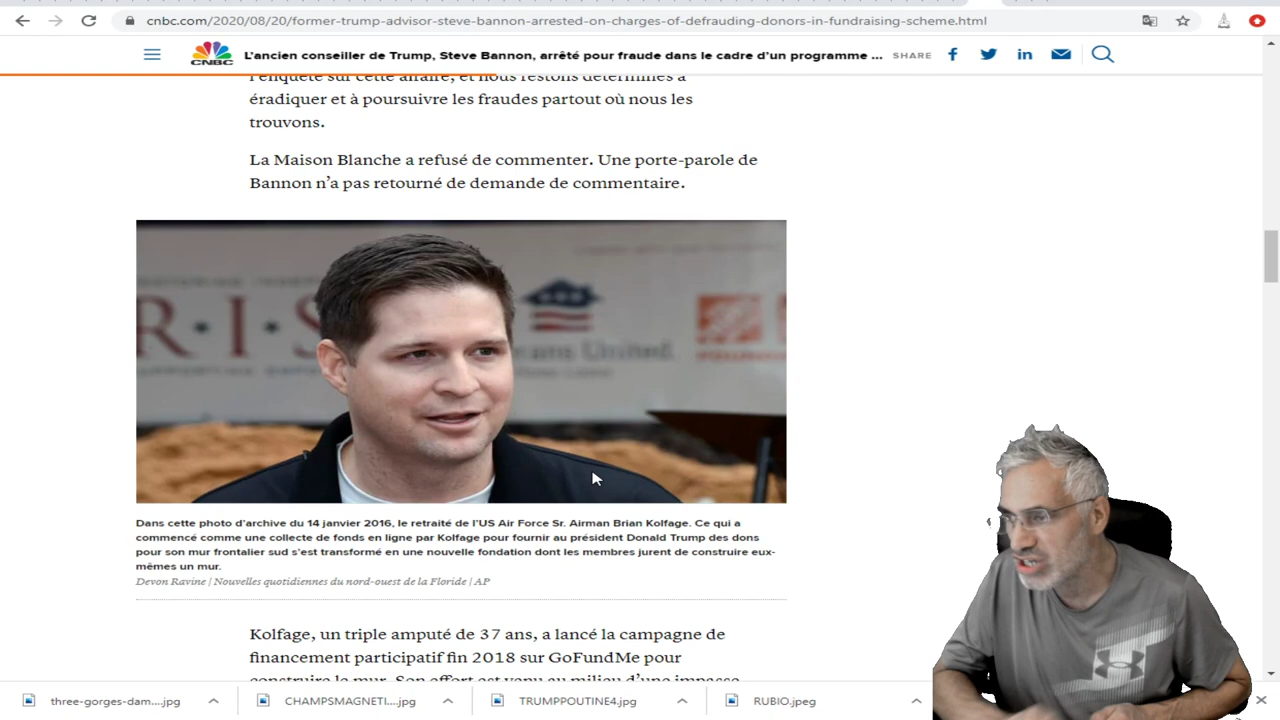 cnbc.com/2020/08/20/former-trump-advisor-steve-bannon-arrested-on-charges-of-defrauding-donors-in-fundraising-scheme.html
CNBC
L'ancien conseiller de Trump, Steve Bannon, arrêté pour fraude dans le cadre d'un programme ...
SHARE
l'enquête sur cette affaire, et nous restons déterminés à
éradiquer et à poursuivre les fraudes partout où nous les
trouvons.
La Maison Blanche a refusé de commenter. Une porte-parole de
Bannon n'a pas retourné de demande de commentaire.
R·I·S
United
Dans cette photo d'archive du 14 janvier 2016, le retraité de l'US Air Force Sr. Airman Brian Kolfage. Ce qui a
commencé comme une collecte de fonds en ligne par Kolfage pour fournir au président Donald Trump des dons
pour son mur frontalier sud s'est transformé en une nouvelle fondation dont les membres jurent de construire eux-
mêmes un mur.
Devon Ravine | Nouvelles quotidiennes du nord-ouest de la Floride | AP
Kolfage, un triple amputé de 37 ans, a lancé la campagne de
financement participatif fin 2018 sur GoFundMe pour
construire le mur. Son effort est venu au milieu d'une impasse
three-gorges-dam....jpg
CHAMPSMAGNETI....jpg
TRUMPPOUTINE4.jpg
RUBIO.jpeg